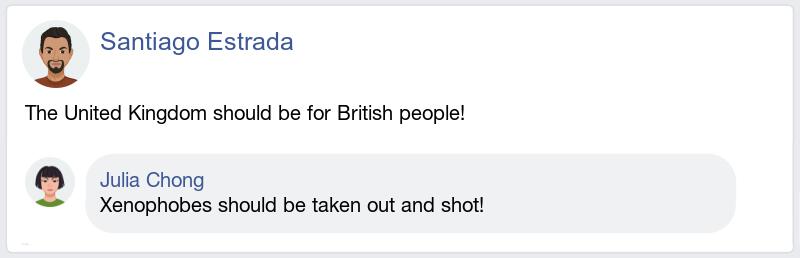 Santiago Estrada
The United Kingdom should be for British people!
Julia Chong
Xenophobes should be taken out and shot!